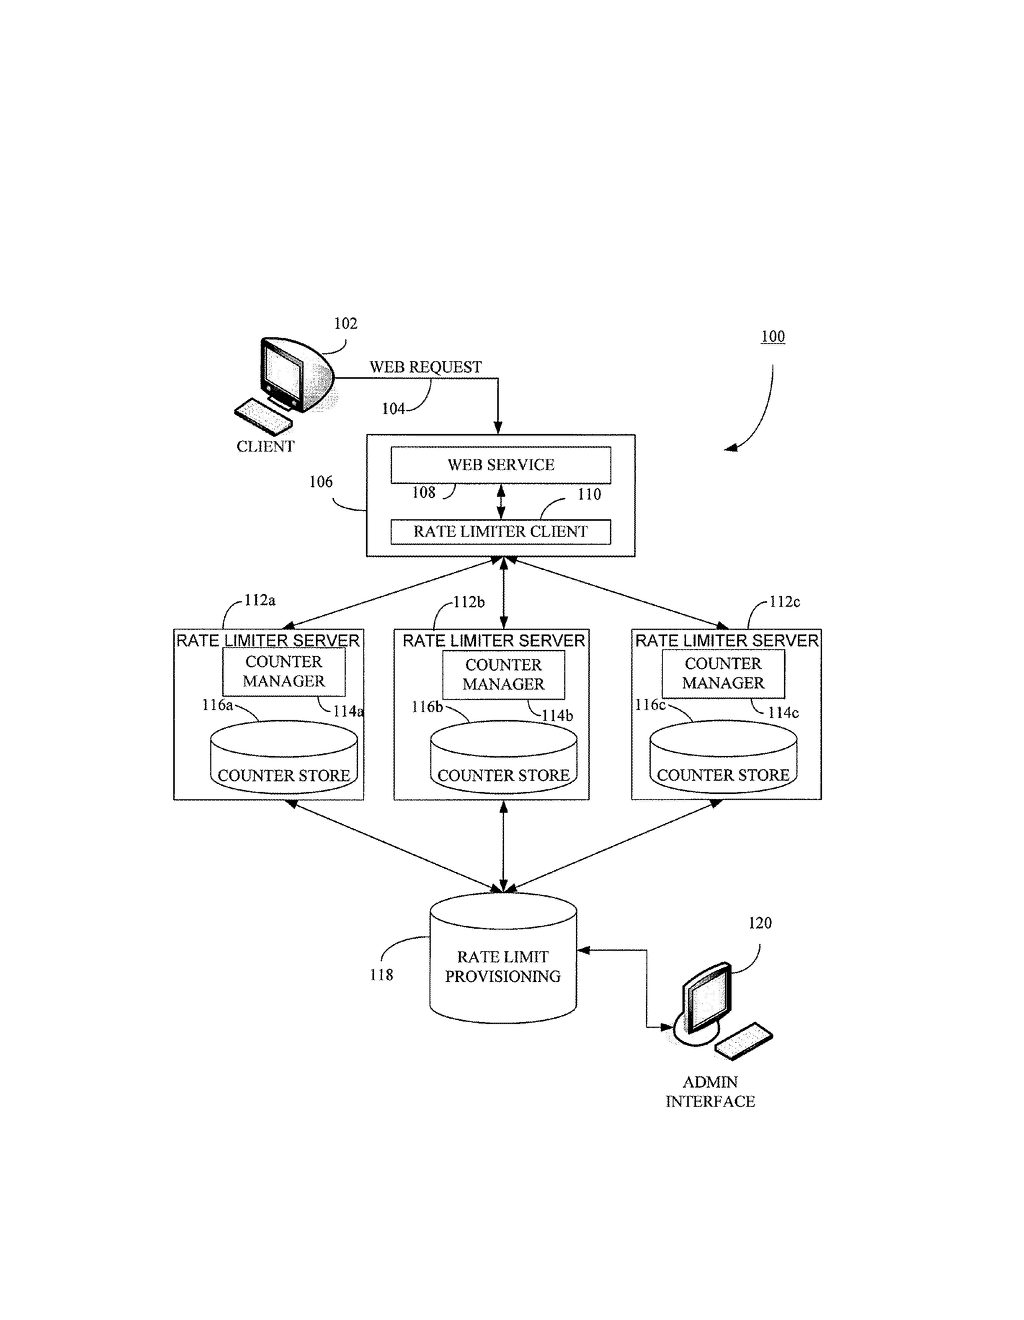 102
100
WEB REQUEST
104
CLIENT
WEB SERVICE
106
108
110
RATE LIMITER CLIENT
112a
112b
112c
RATE LIMITER SERVER
COUNTER
MANAGER
116a
114a
COUNTER STORE
RATE LIMITER SERVER
COUNTER
MANAGER
116b
114b
COUNTER STORE
RATE LIMITER SERVER
COUNTER
MANAGER
116c
114c
COUNTER STORE
118
RATE LIMIT
PROVISIONING
120
ADMIN
INTERFACE